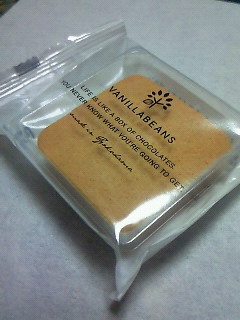 VANILLABEANS
LIFE IS LIKE A BOX OF CHOCOLATES.
YOU NEVER KNOW WHAT YOU'RE GOING TO GET.
made in Yokohama